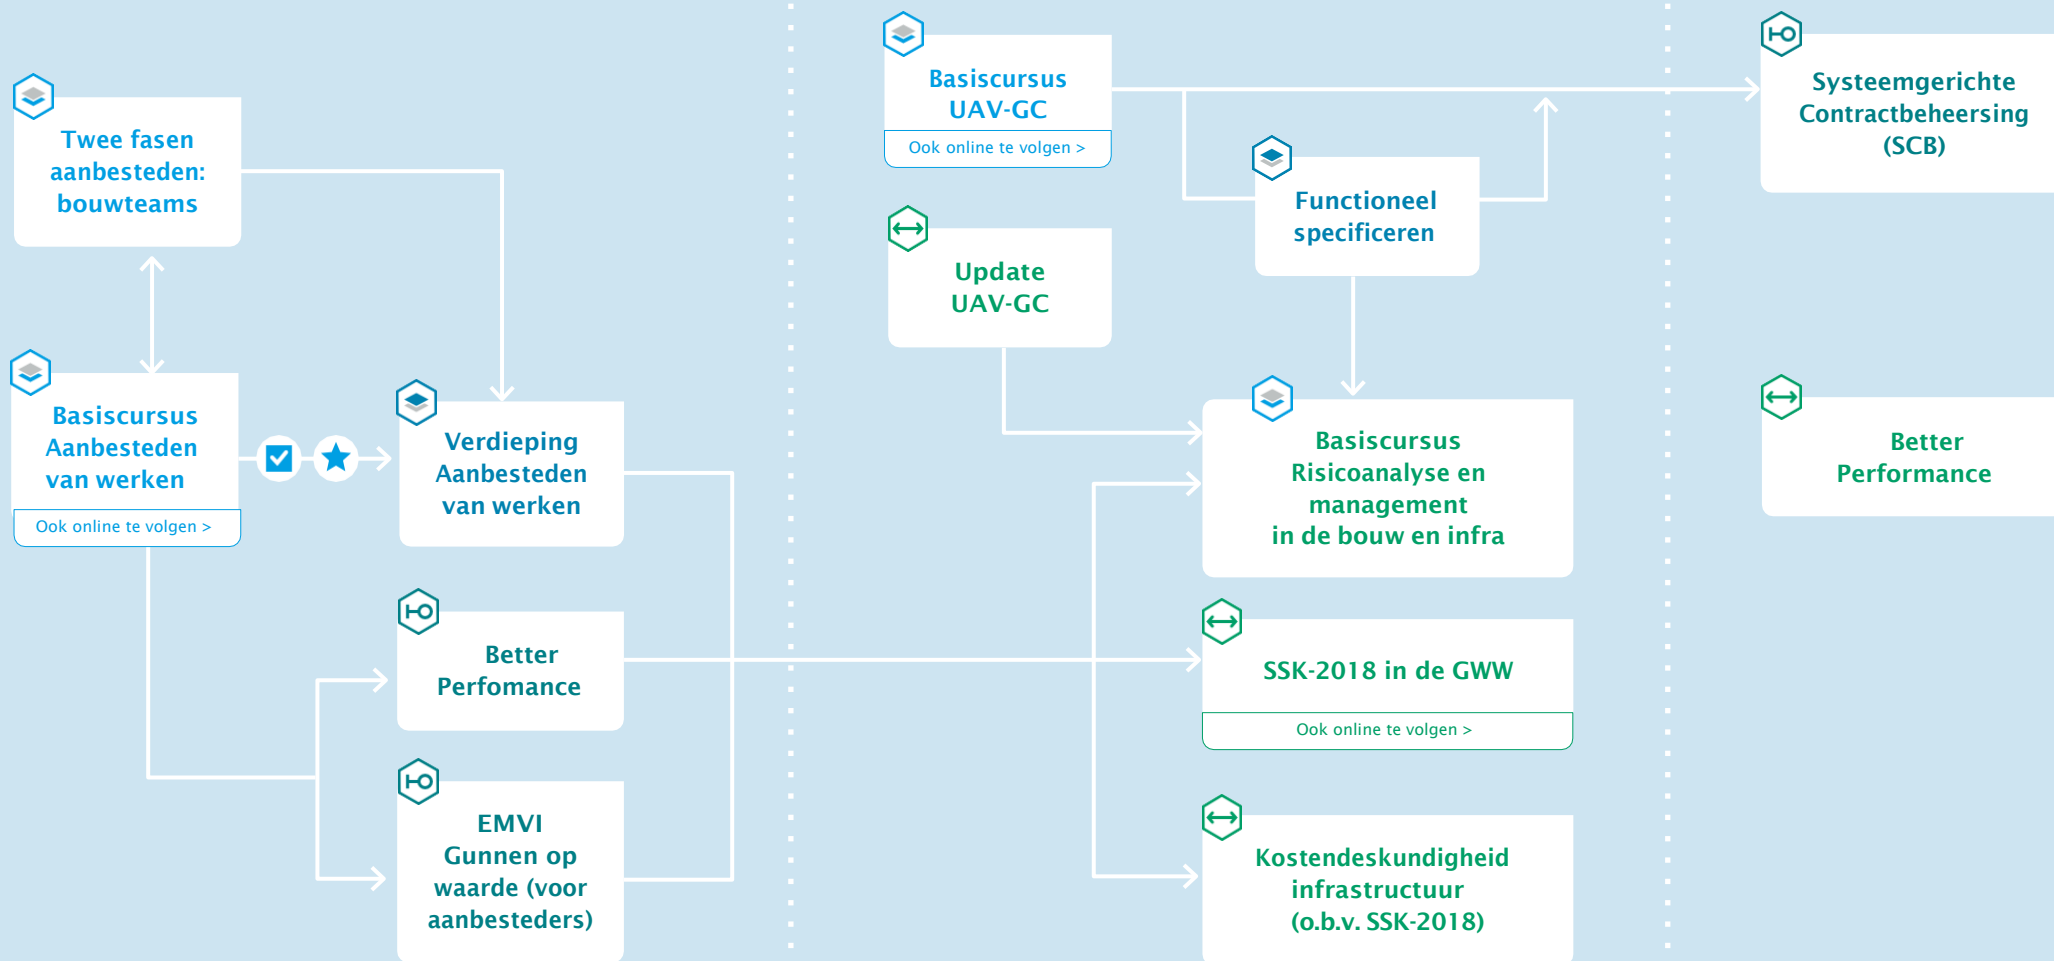 Twee fasen
aanbesteden:
bouwteams
Basiscursus
Aanbesteden
van werken
Ook online te volgen >
Verdieping
Aanbesteden
van werken
Better
Perfomance
EMVI
Gunnen op
waarde (voor
aanbesteders)
Basiscursus
UAV-GC
Ook online te volgen >
Update
UAV-GC
Functioneel
specificeren
Basiscursus
Risicoanalyse en
management
in de bouw en infra
SSK-2018 in de GWW
Ook online te volgen >
Kostendeskundigheid
infrastructuur
(o.b.v. SSK-2018)
Systeemgerichte
Contractbeheersing
(SCB)
Better
Performance